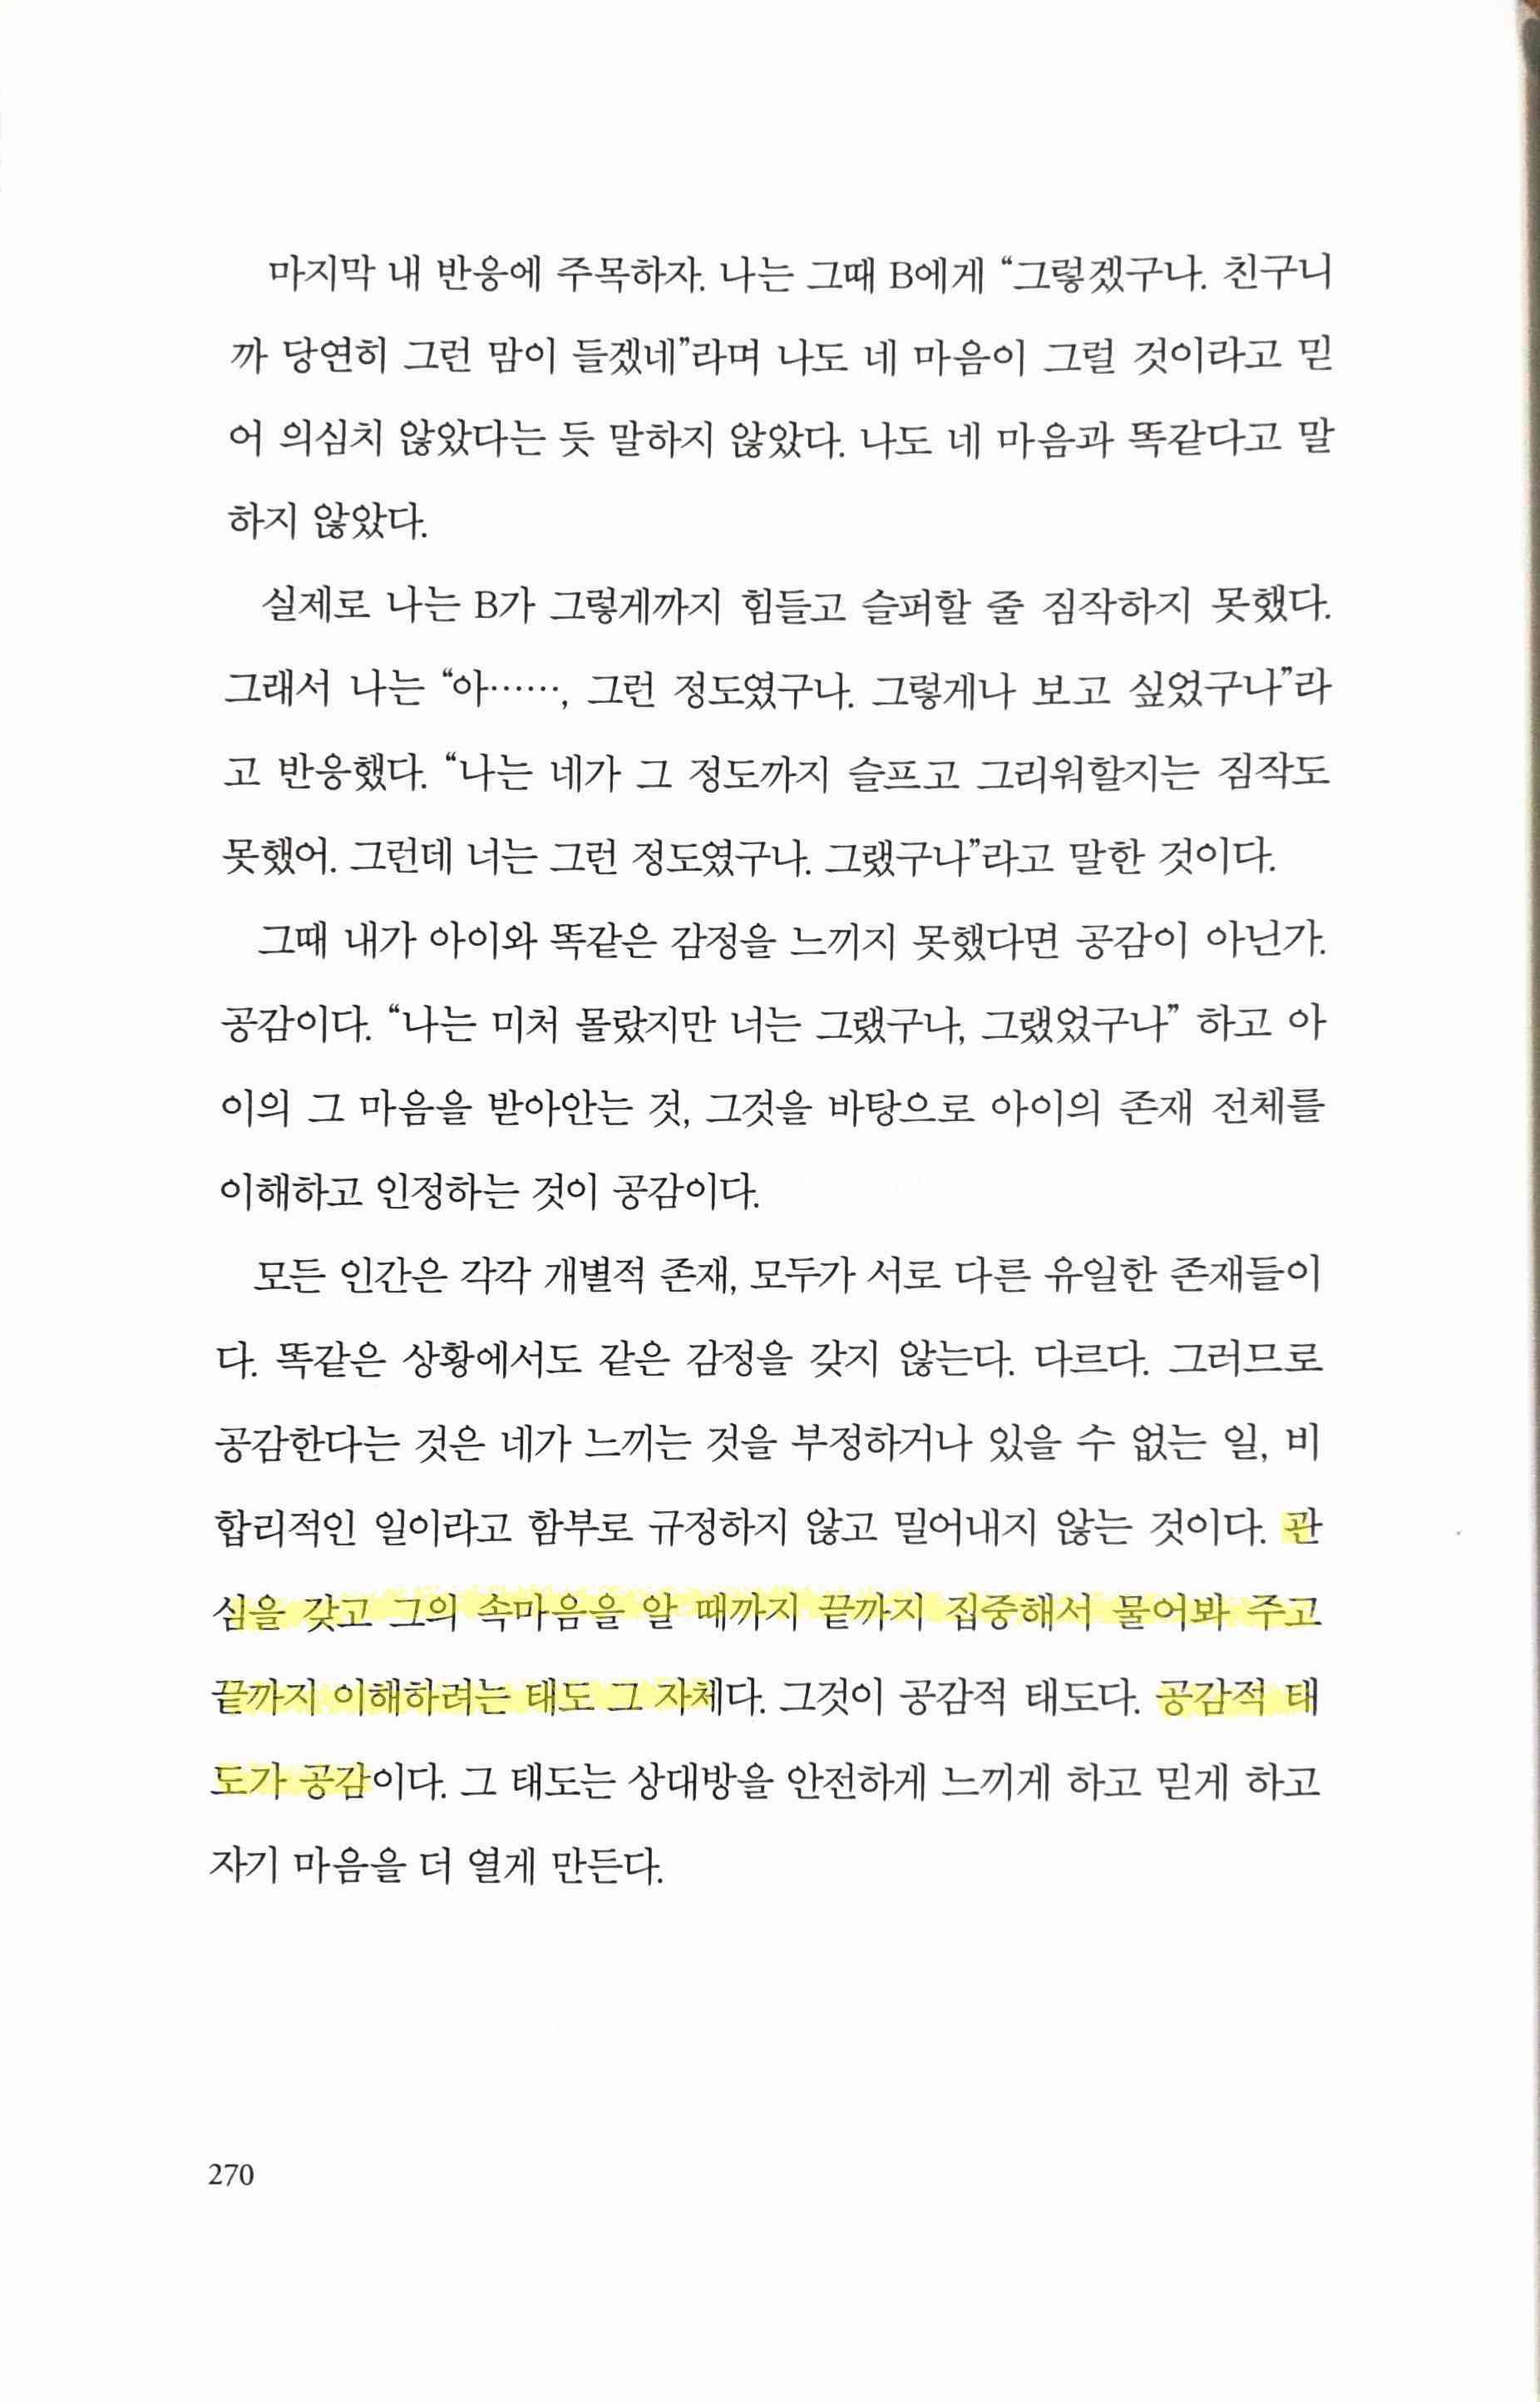 마지막 내 반응에 주목하자. 나는 그때 B에게 “그렇겠구나. 친구니
까 당연히 그런 맘이 들겠네”라며 나도 네 마음이 그럴 것이라고 믿
어 의심치 않았다는 듯 말하지 않았다. 나도 네 마음과 똑같다고 말
하지 않았다.
실제로 나는 B가 그렇게까지 힘들고 슬퍼할 줄 짐작하지 못했다.
그래서 나는 “아……, 그런 정도였구나. 그렇게나 보고 싶었구나”라
고 반응했다. “나는 네가 그 정도까지 슬프고 그리워할지는 짐작도
못했어. 그런데 너는 그런 정도였구나. 그랬구나”라고 말한 것이다.
그때 내가 아이와 똑같은 감정을 느끼지 못했다면 공감이 아닌가.
공감이다. “나는 미처 몰랐지만 너는 그랬구나, 그랬었구나” 하고 아
이의 그 마음을 받아안는 것, 그것을 바탕으로 아이의 존재 전체를
이해하고 인정하는 것이 공감이다.
모든 인간은 각각 개별적 존재, 모두가 서로 다른 유일한 존재들이
다. 똑같은 상황에서도 같은 감정을 갖지 않는다. 다르다. 그러므로
공감한다는 것은 네가 느끼는 것을 부정하거나 있을 수 없는 일, 비
합리적인 일이라고 함부로 규정하지 않고 밀어내지 않는 것이다. 관
심을 갖고 그의 속마음을 알 때까지 끝까지 집중해서 물어봐 주고
끝까지 이해하려는 태도 그 자체다. 그것이 공감적 태도다. 공감적 태
도가 공감이다. 그 태도는 상대방을 안전하게 느끼게 하고 믿게 하고
자기 마음을 더 열게 만든다.
270